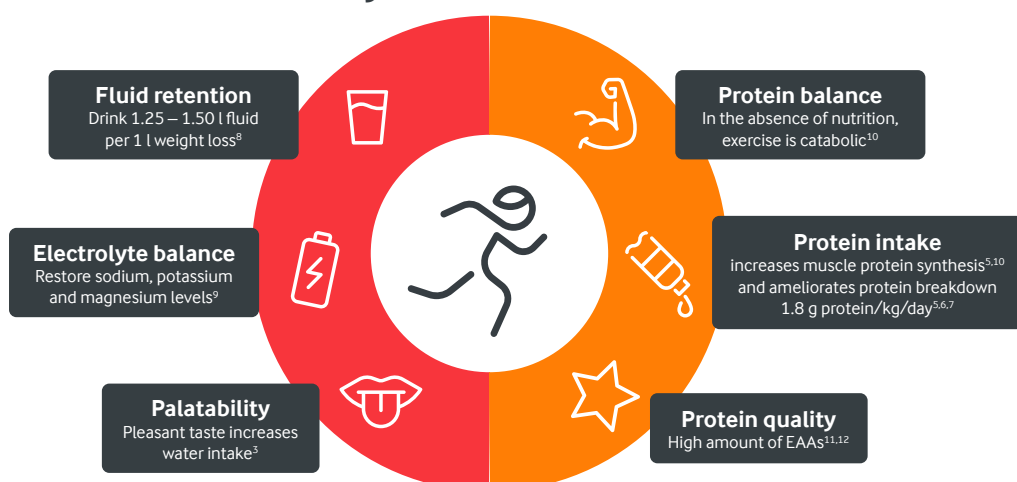 Fluid retention
Drink 1.25 – 1.50 l fluid
per 1 l weight loss⁸
Electrolyte balance
Restore sodium, potassium
and magnesium levels⁹
Palatability
Pleasant taste increases
water intake³
Protein balance
In the absence of nutrition,
exercise is catabolic¹⁰
Protein intake
increases muscle protein synthesis⁵,¹⁰
and ameliorates protein breakdown
1.8 g protein/kg/day⁵,⁶,⁷
Protein quality
High amount of EAAs¹¹,¹²